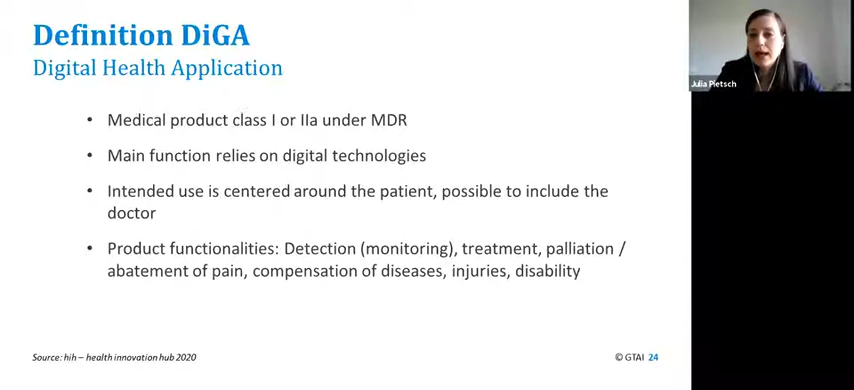 Definition DiGA
Digital Health Application
• Medical product class I or IIa under MDR
• Main function relies on digital technologies
• Intended use is centered around the patient, possible to include the
doctor
• Product functionalities: Detection (monitoring), treatment, palliation /
abatement of pain, compensation of diseases, injuries, disability
Source: hih – health innovation hub 2020
© GTAI 24
Julia Pietsch